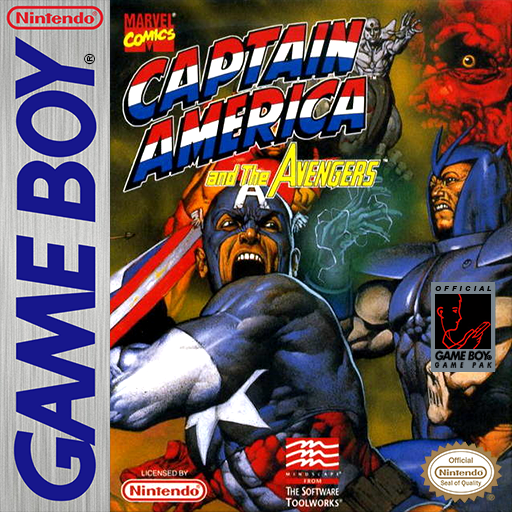 Nintendo
GAME BOY
®
MARVEL
COMICS
CAPTAIN
AMERICA
and The AVENGERS™
A
OFFICIAL
GAME BOY®
GAME PAK
LICENSED BY
Nintendo
MINDSCAPE
FROM
THE SOFTWARE
TOOLWORKS®
Official
Nintendo
Seal of Quality